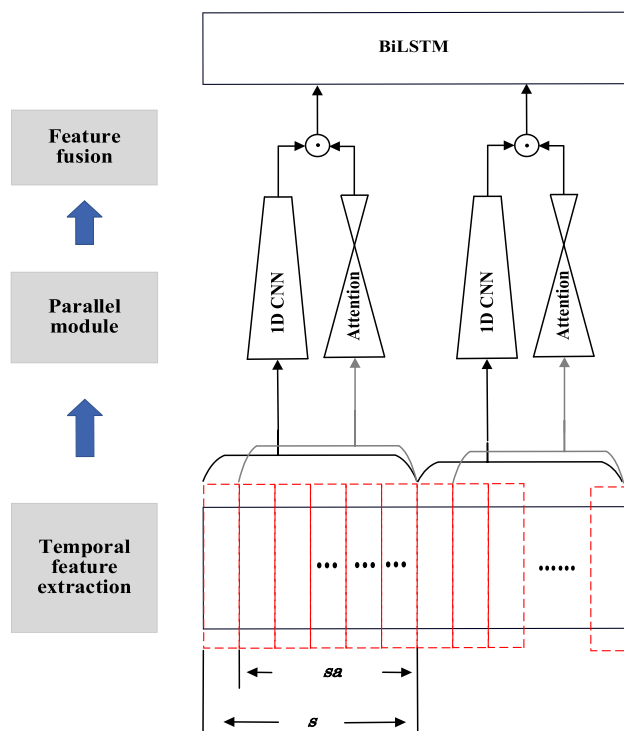 BiLSTM
Feature
fusion
Parallel
module
1D CNN
Attention
1D CNN
Attention
Temporal
feature
extraction
... ... ...
......
sa
s